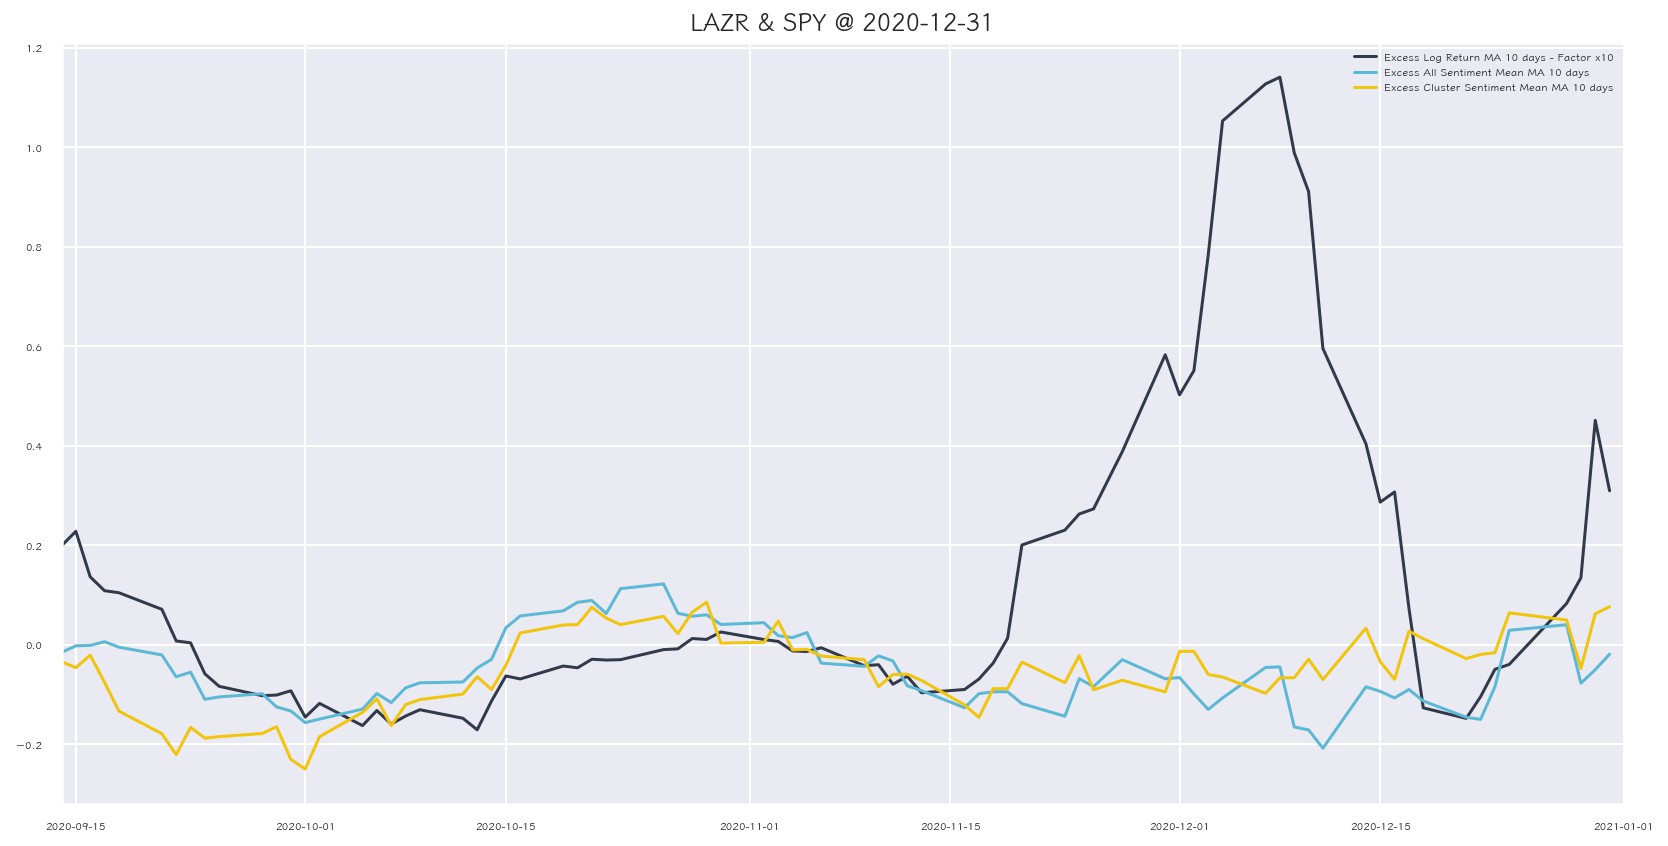 LAZR & SPY @ 2020-12-31
1.2
1.0
0.8
0.6
0.4
0.2
0.0
−0.2
Excess Log Return MA 10 days - Factor x10
Excess All Sentiment Mean MA 10 days
Excess Cluster Sentiment Mean MA 10 days
2020-09-15 2020-10-01 2020-10-15 2020-11-01 2020-11-15 2020-12-01 2020-12-15 2021-01-01